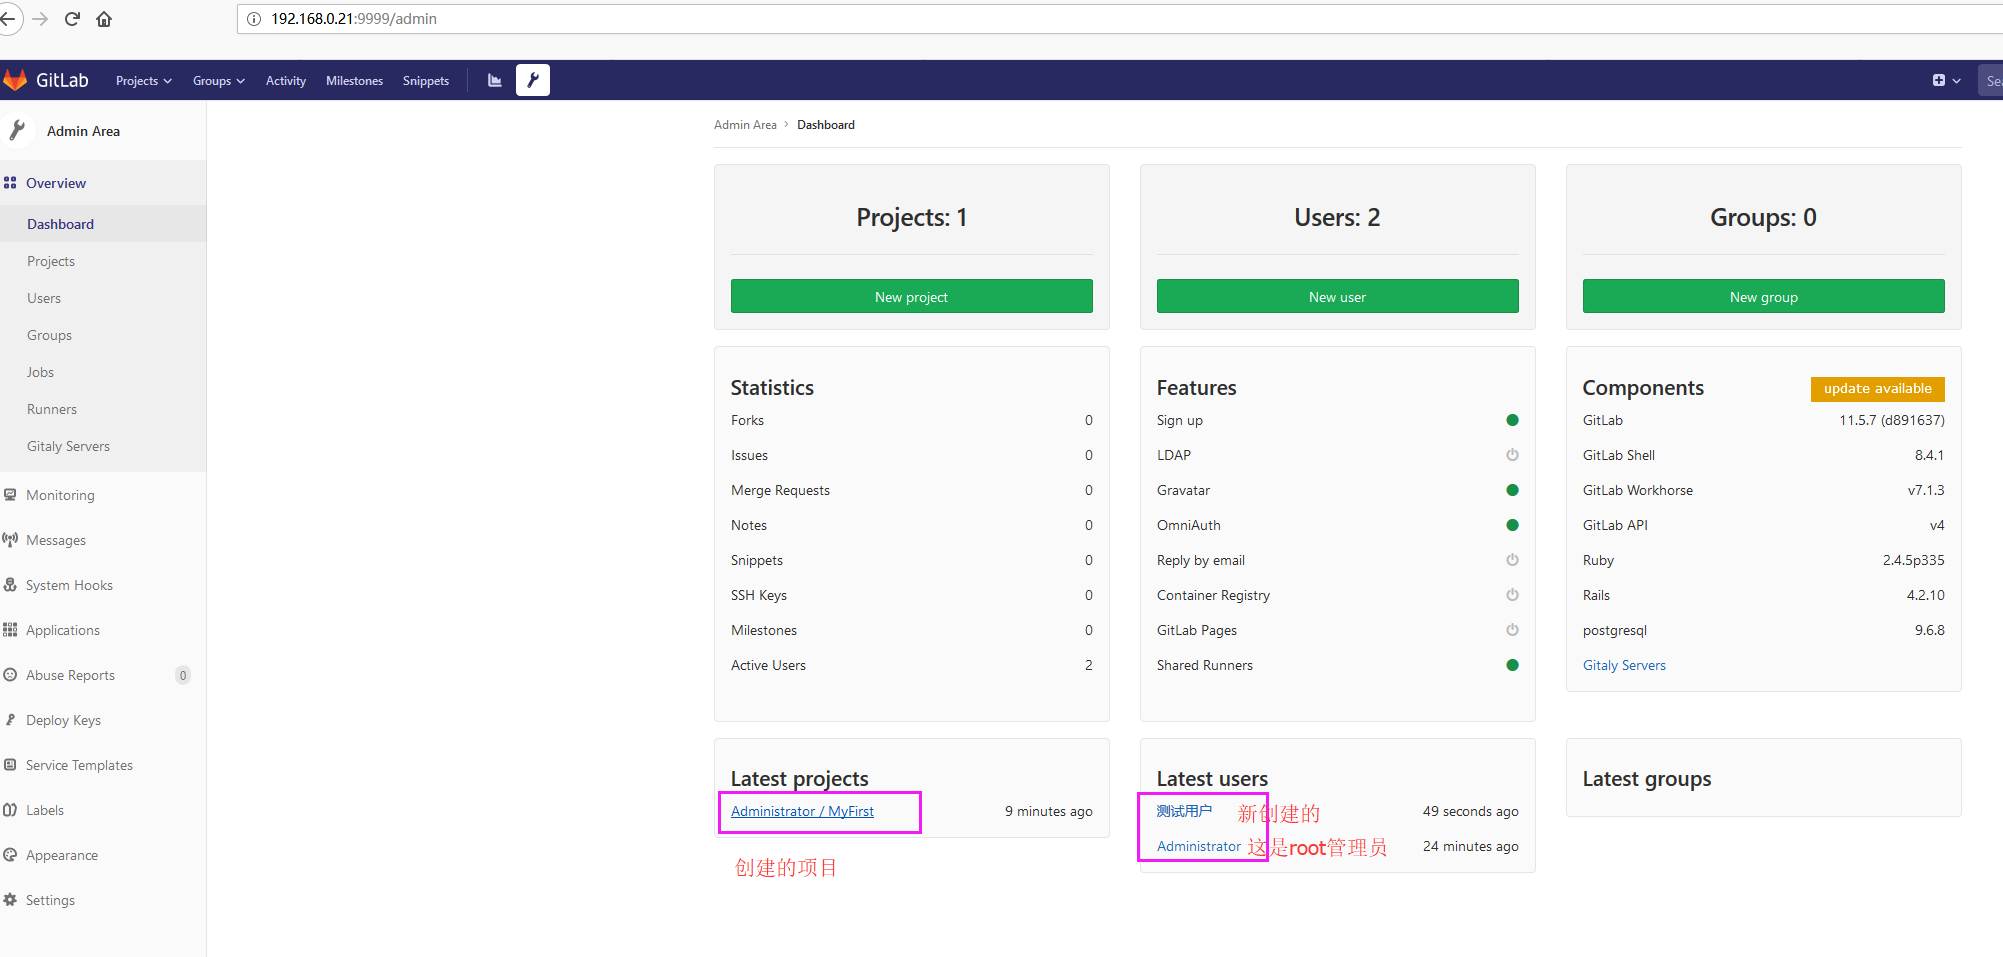 192.168.0.21:9999/admin
GitLab Projects Groups Activity Milestones Snippets Sea
Admin Area
Overview
Dashboard
Projects
Users
Groups
Jobs
Runners
Gitaly Servers
Monitoring
Messages
System Hooks
Applications
Abuse Reports 0
Deploy Keys
Service Templates
Labels
Appearance
Settings
Admin Area › Dashboard
Projects: 1
New project
Users: 2
New user
Groups: 0
New group
Statistics
Forks 0
Issues 0
Merge Requests 0
Notes 0
Snippets 0
SSH Keys 0
Milestones 0
Active Users 2
Features
Sign up
LDAP
Gravatar
OmniAuth
Reply by email
Container Registry
GitLab Pages
Shared Runners
Components update available
GitLab 11.5.7 (d891637)
GitLab Shell 8.4.1
GitLab Workhorse v7.1.3
GitLab API v4
Ruby 2.4.5p335
Rails 4.2.10
postgresql 9.6.8
Gitaly Servers
Latest projects
Administrator / MyFirst 9 minutes ago
创建的项目
Latest users
测试用户 新创建的 49 seconds ago
Administrator 这是root管理员 24 minutes ago
Latest groups